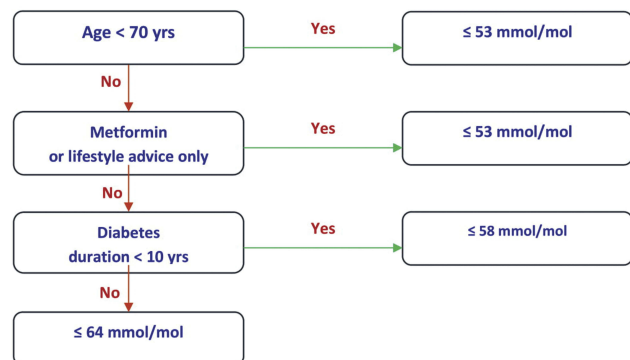 Age < 70 yrs
Yes
≤ 53 mmol/mol
No
Metformin
or lifestyle advice only
Yes
≤ 53 mmol/mol
No
Diabetes
duration < 10 yrs
Yes
≤ 58 mmol/mol
No
≤ 64 mmol/mol